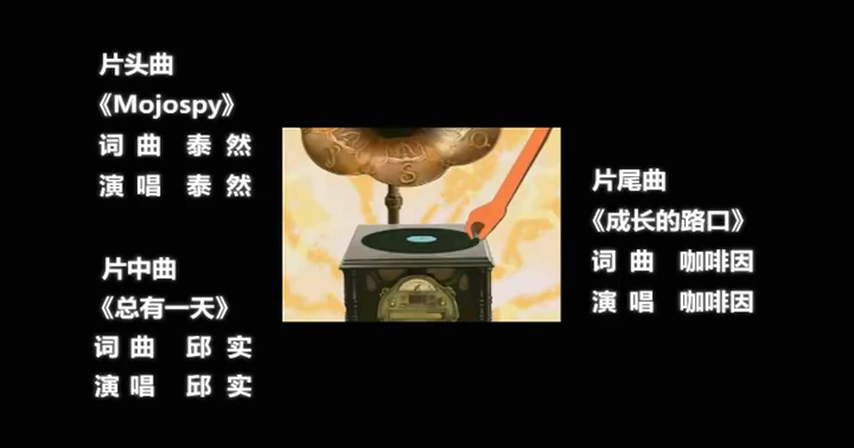 片头曲
《Mojospy》
词 曲 泰 然
演 唱 泰 然
片中曲
《总有一天》
词 曲 邱 实
演 唱 邱 实
片尾曲
《成长的路口》
词 曲 咖啡因
演 唱 咖啡因